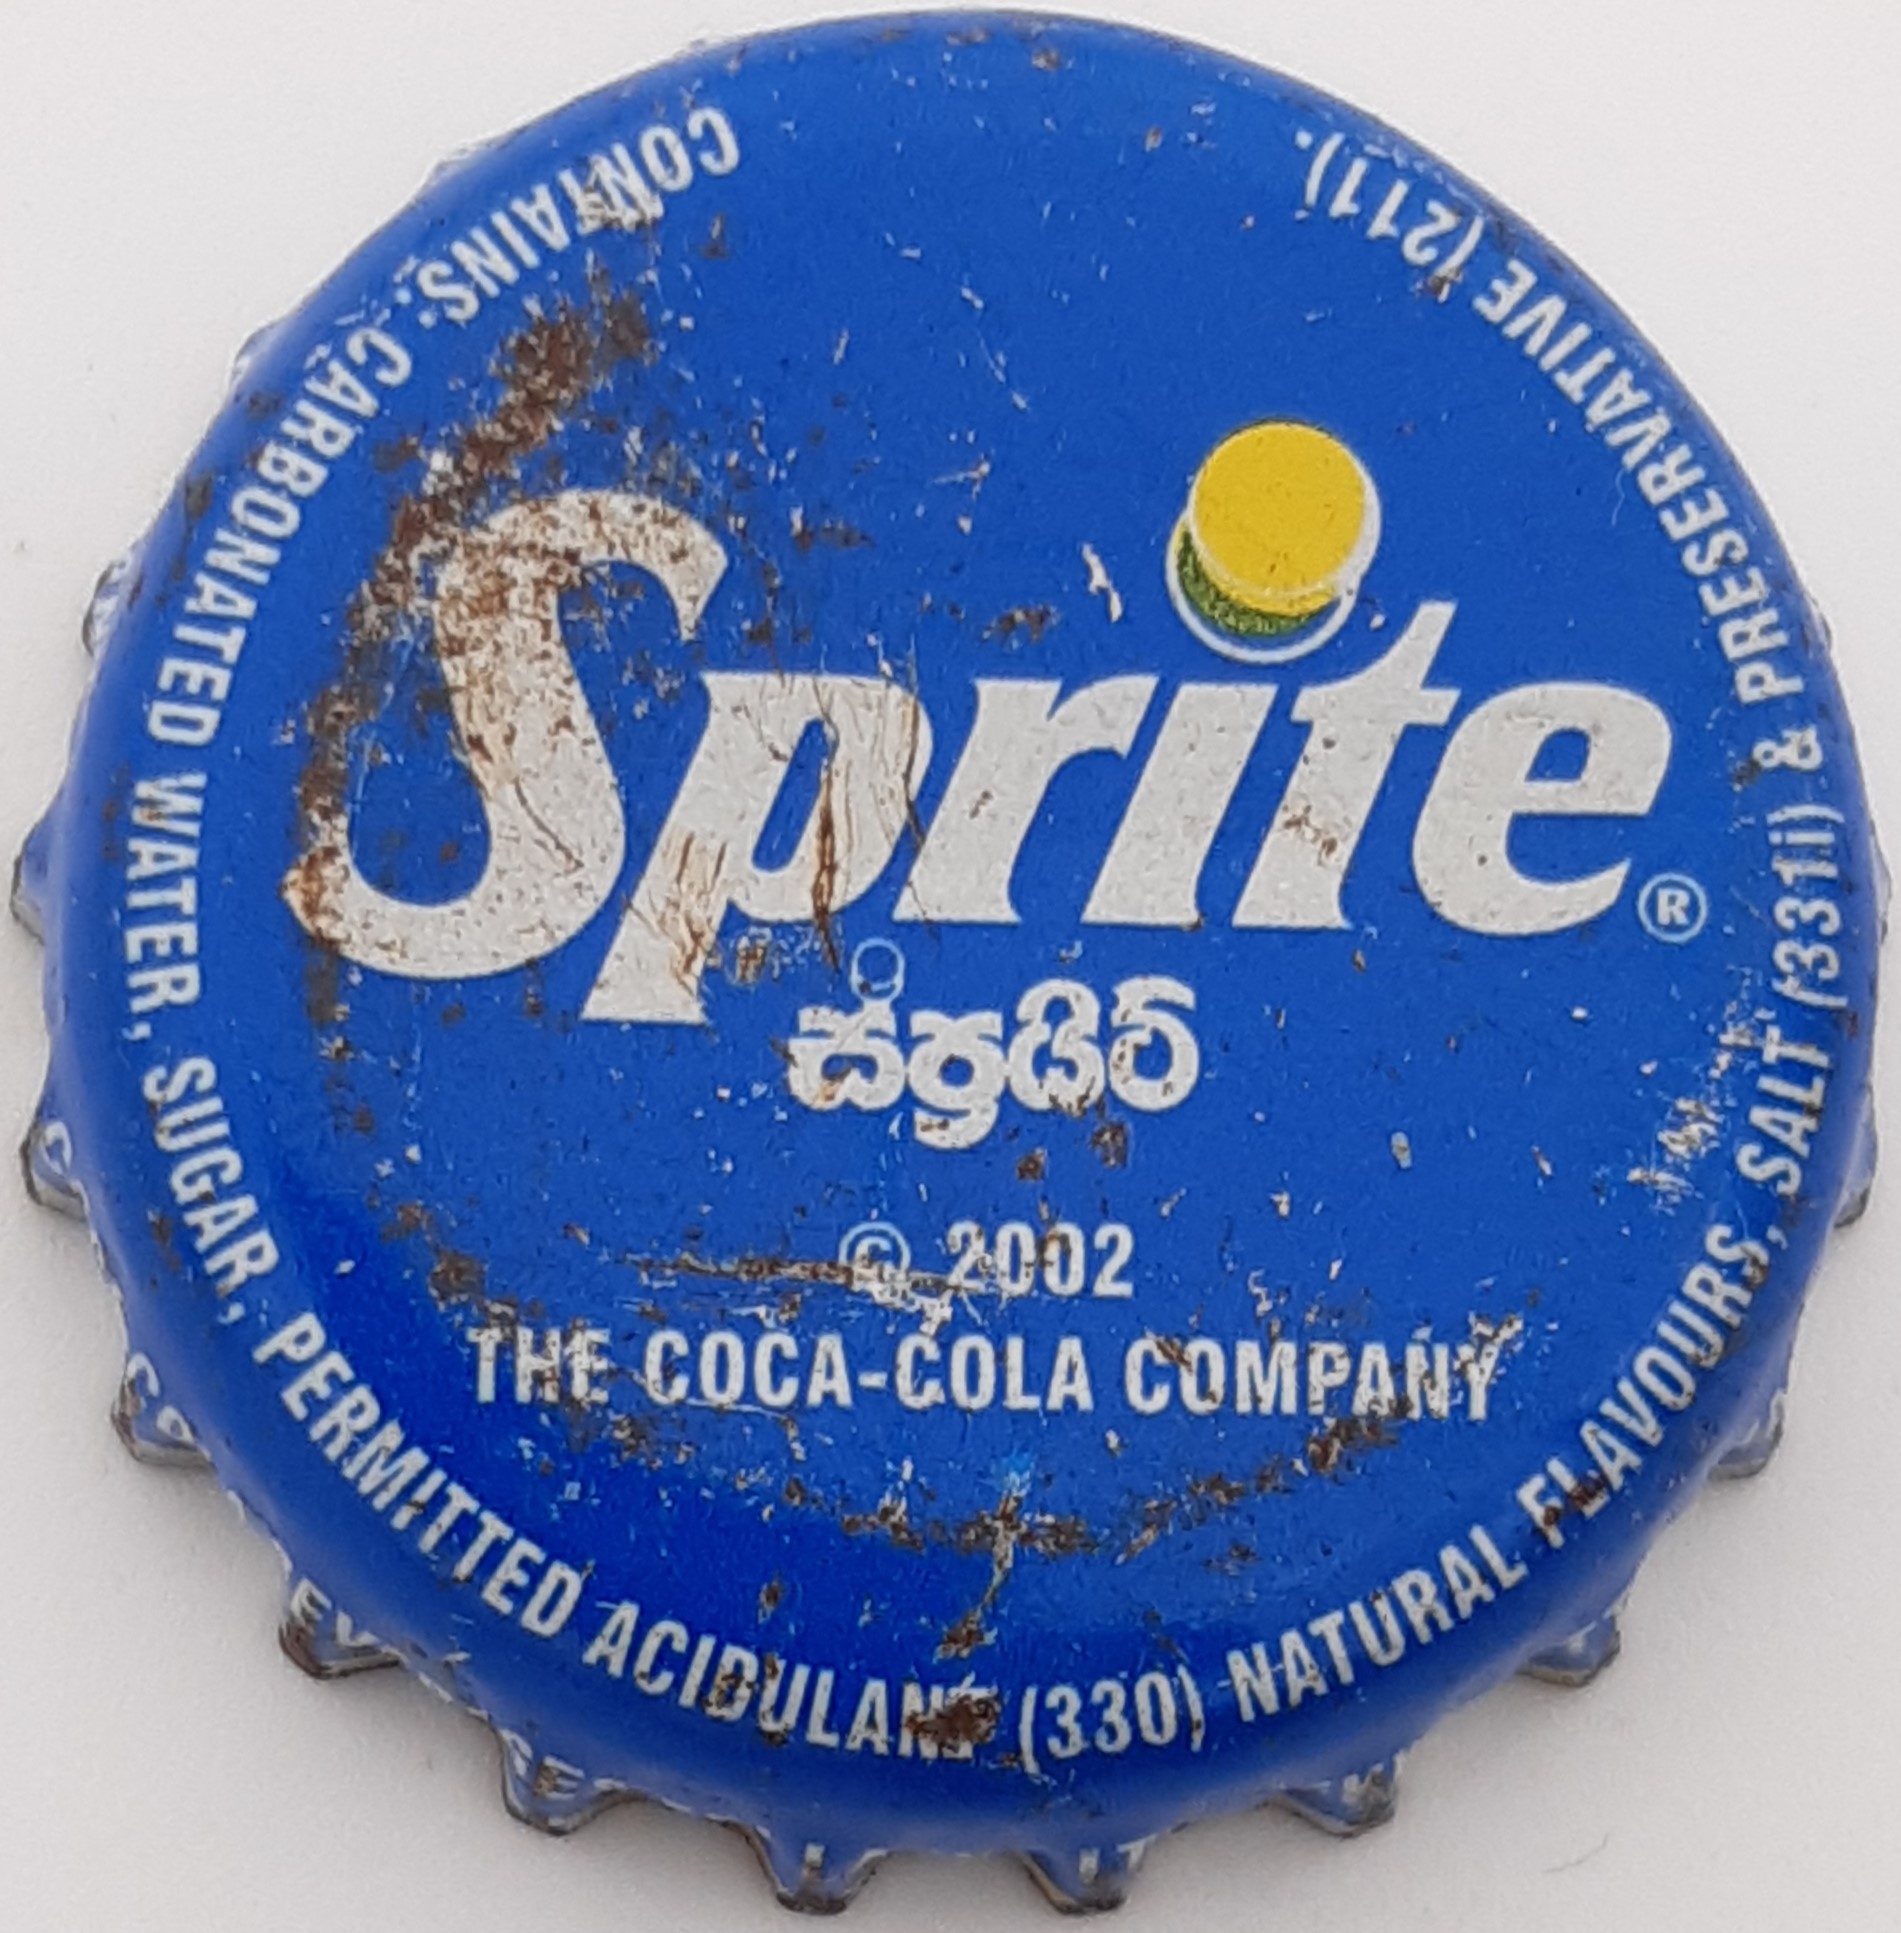 CONTAINS: CARBONATED WATER, SUGAR, PERMITTED ACIDULANT (330) NATURAL FLAVOURS, SALT (331i) & PRESERVATIVE (211).
Sprite®
ස්ප්‍රයිට්
© 2002
THE COCA-COLA COMPANY